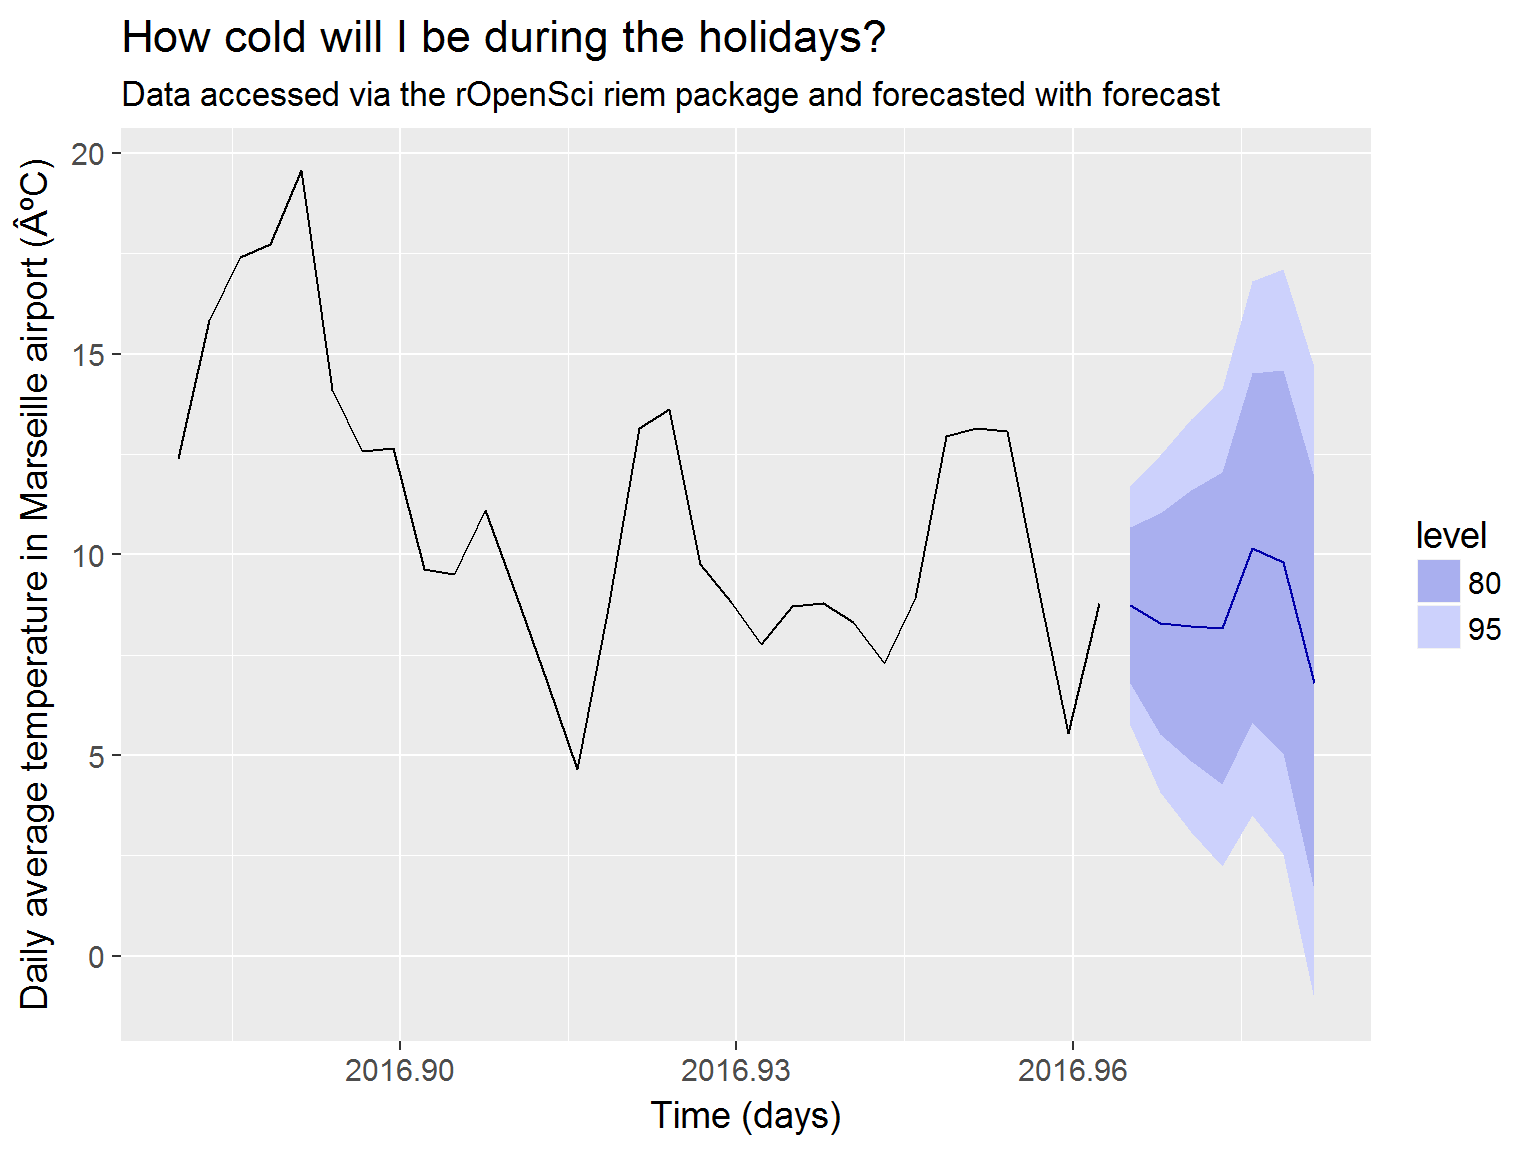 How cold will I be during the holidays?
Data accessed via the rOpenSci riem package and forecasted with forecast
Daily average temperature in Marseille airport (ÂºC)
20
15
10
5
0
2016.90
2016.93
2016.96
Time (days)
level
80
95